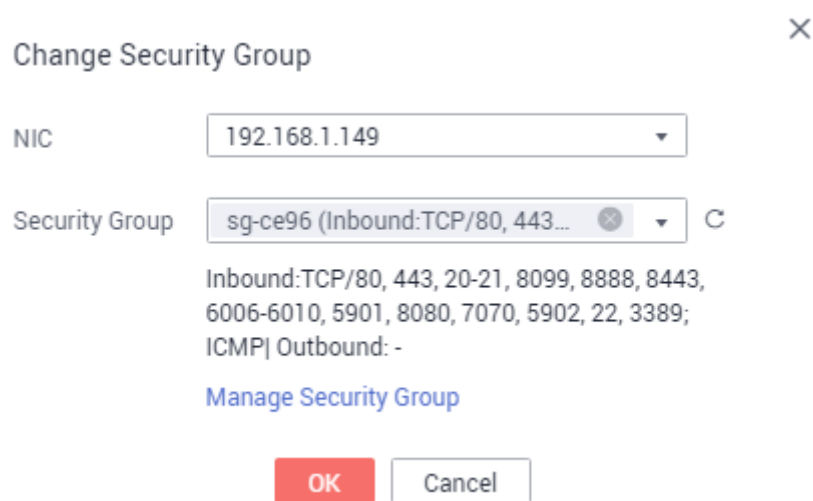 Change Security Group
NIC 192.168.1.149
Security Group sg-ce96 (Inbound:TCP/80, 443...
Inbound:TCP/80, 443, 20-21, 8099, 8888, 8443,
6006-6010, 5901, 8080, 7070, 5902, 22, 3389;
ICMP| Outbound: -
Manage Security Group
OK Cancel